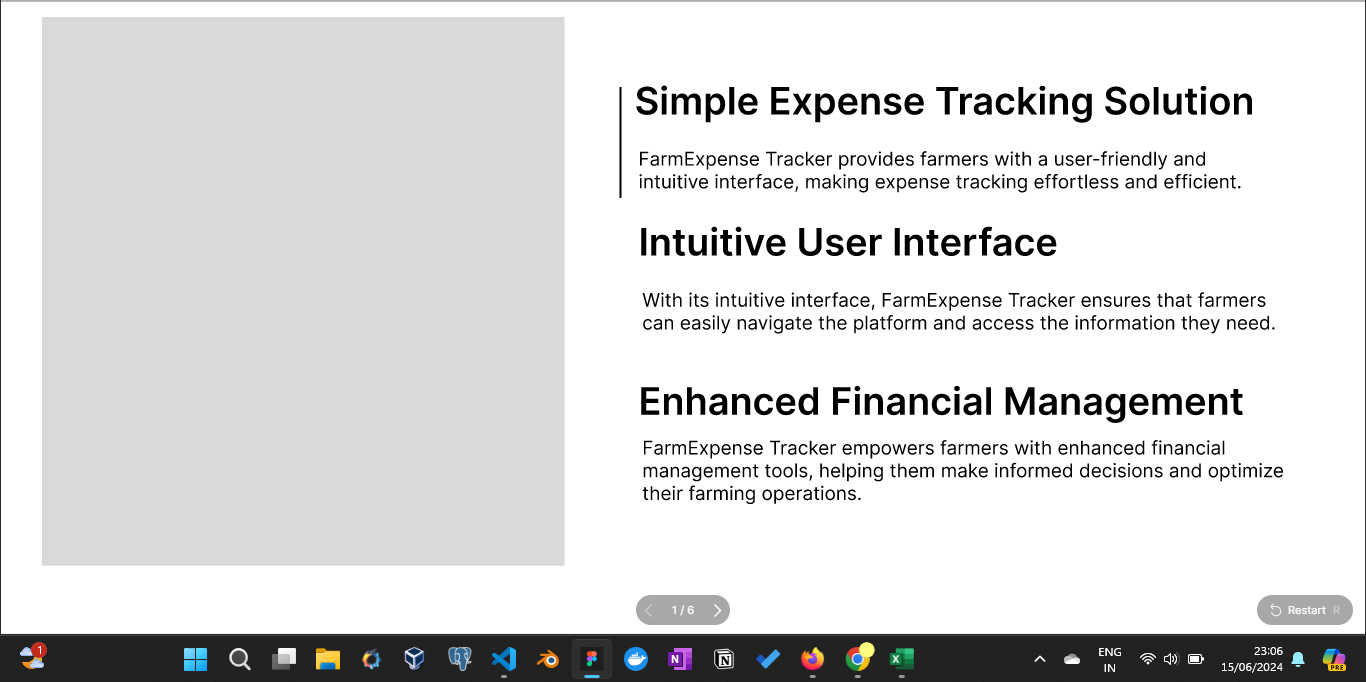 Simple Expense Tracking Solution
FarmExpense Tracker provides farmers with a user-friendly and
intuitive interface, making expense tracking effortless and efficient.
Intuitive User Interface
With its intuitive interface, FarmExpense Tracker ensures that farmers
can easily navigate the platform and access the information they need.
Enhanced Financial Management
FarmExpense Tracker empowers farmers with enhanced financial
management tools, helping them make informed decisions and optimize
their farming operations.
1 / 6
Restart R
1
N
N
X
ENG
IN
23:06
15/06/2024
PRE